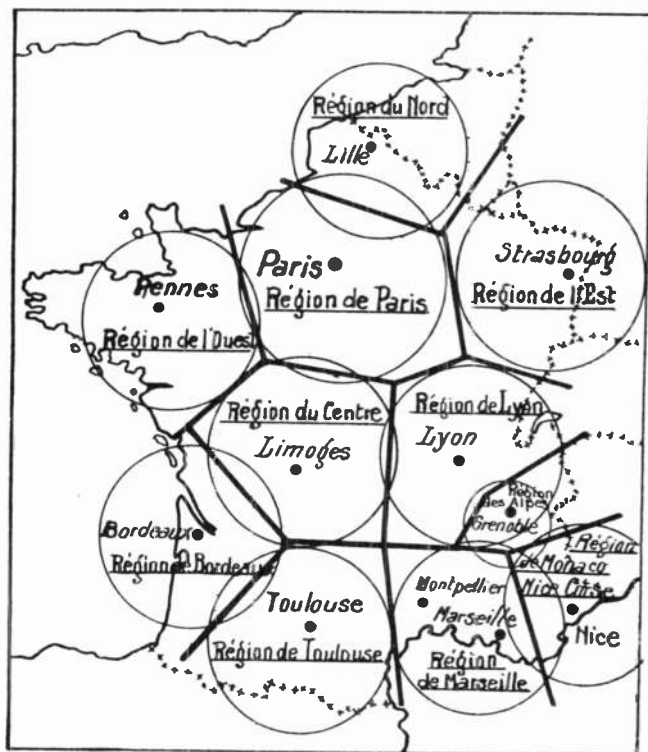 Région du Nord
Lille
Paris
Région de Paris
Strasbourg
Région de l'Est
Rennes
Région de l'Ouest
Région du Centre
Limoges
Région de Lyon
Lyon
Région
des Alpes
Grenoble
Bordeaux
Région de Bordeaux
Région
de Monaco
Nice Corse
Nice
Toulouse
Région de Toulouse
Montpellier
Marseille
Région
de Marseille